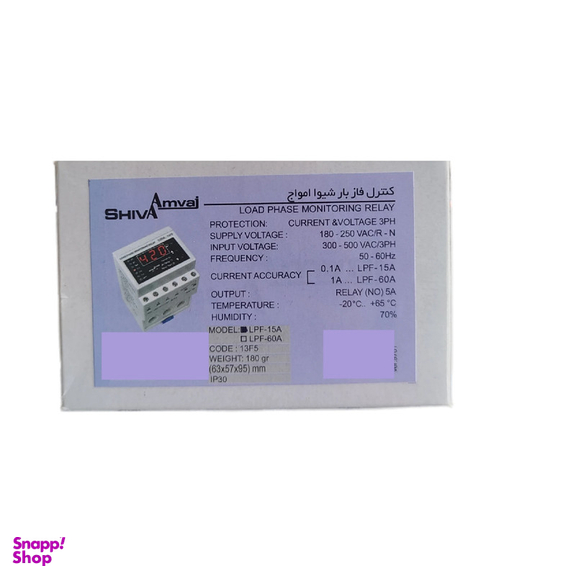 SHIVA Amvaj
کنترل فاز بار شیوا امواج
LOAD PHASE MONITORING RELAY
PROTECTION: CURRENT &VOLTAGE 3PH
SUPPLY VOLTAGE : 180 - 250 VAC/R - N
INPUT VOLTAGE: 300 - 500 VAC/3PH
FREQUENCY : 50 - 60Hz
CURRENT ACCURACY 0.1A ... LPF-15A
1A ... LPF-60A
OUTPUT : RELAY (NO) 5A
TEMPERATURE : -20°C.. +65 °C
HUMIDITY : 70%
MODEL: LPF-15A
LPF-60A
CODE : 13F5
WEIGHT: 180 gr
(63x57x95) mm
IP30
Snapp!
Shop